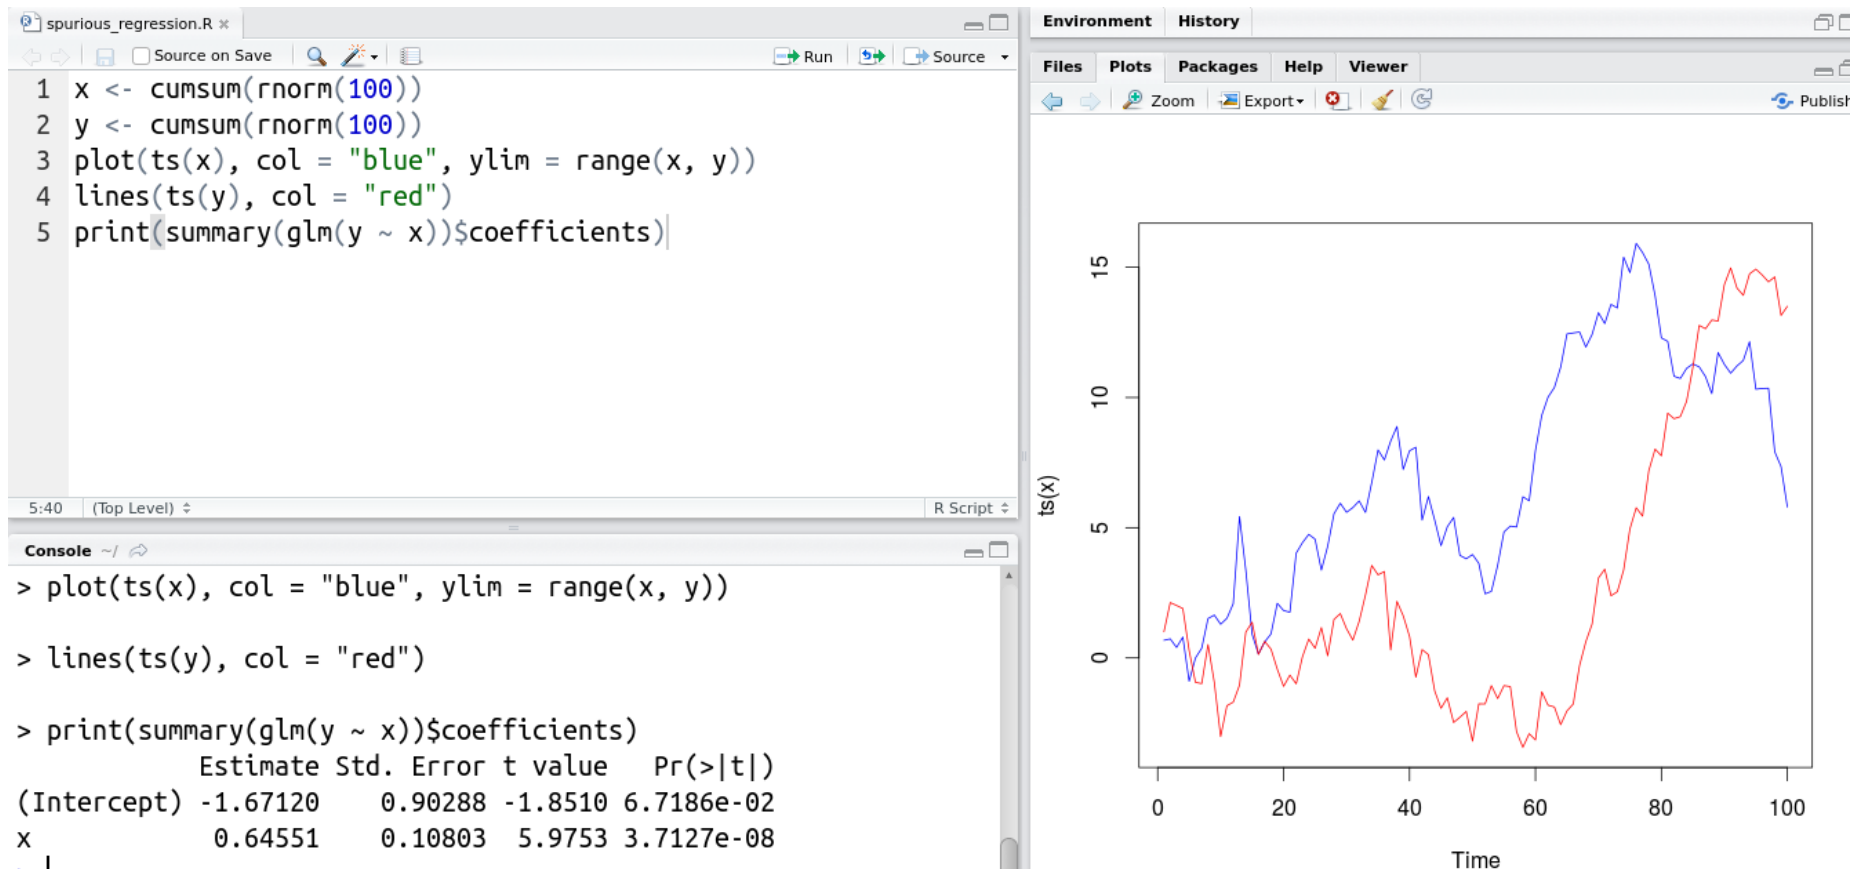 spurious_regression.R
Source on Save
Run
Source
1 x <- cumsum(rnorm(100))
2 y <- cumsum(rnorm(100))
3 plot(ts(x), col = "blue", ylim = range(x, y))
4 lines(ts(y), col = "red")
5 print(summary(glm(y ~ x))$coefficients)
5:40 (Top Level) R Script
Console ~/
> plot(ts(x), col = "blue", ylim = range(x, y))
> lines(ts(y), col = "red")
> print(summary(glm(y ~ x))$coefficients)
Estimate Std. Error t value Pr(>|t|)
(Intercept) -1.67120 0.90288 -1.8510 6.7186e-02
x 0.64551 0.10803 5.9753 3.7127e-08
Environment History
Files Plots Packages Help Viewer
Zoom Export Publish
15
10
5
0
ts(x)
0 20 40 60 80 100
Time